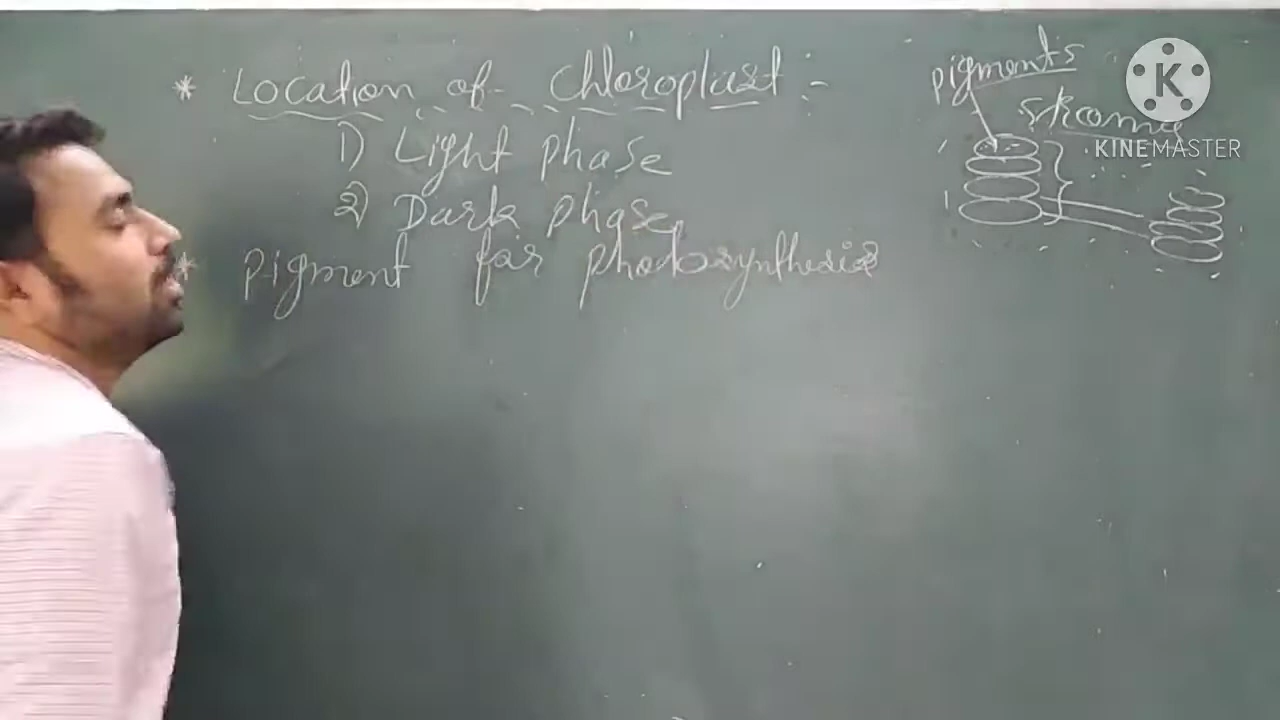 * Location of Chloroplast :-
1) Light phase
2) Dark phase
* Pigment for photosynthesis
pigments
stroma
K
KINEMASTER